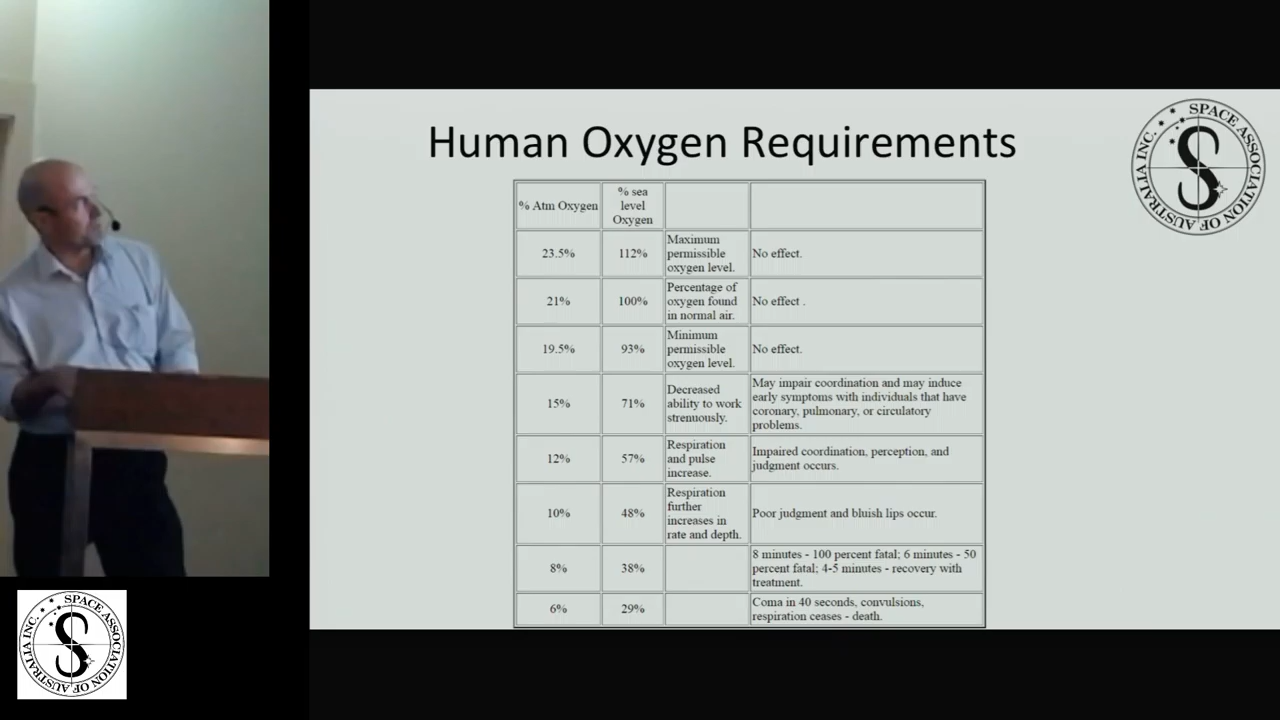 Human Oxygen Requirements
SPACE ASSOCIATION
OF AUSTRALIA INC.
% Atm Oxygen
% sea
level
Oxygen
23.5%
112%
Maximum
permissible
oxygen level.
No effect.
21%
100%
Percentage of
oxygen found
in normal air.
No effect .
19.5%
93%
Minimum
permissible
oxygen level.
No effect.
15%
71%
Decreased
ability to work
strenuously.
May impair coordination and may induce
early symptoms with individuals that have
coronary, pulmonary, or circulatory
problems.
12%
57%
Respiration
and pulse
increase.
Impaired coordination, perception, and
judgment occurs.
10%
48%
Respiration
further
increases in
rate and depth.
Poor judgment and bluish lips occur.
8%
38%
8 minutes - 100 percent fatal; 6 minutes - 50
percent fatal; 4-5 minutes - recovery with
treatment.
6%
29%
Coma in 40 seconds, convulsions,
respiration ceases - death.
SPACE ASSOCIATION
OF AUSTRALIA INC.